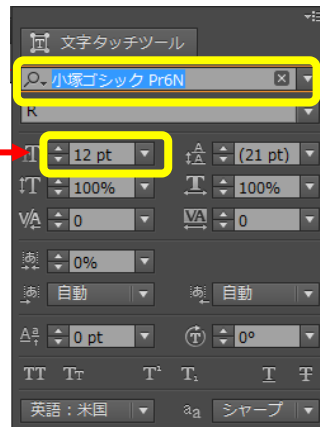 文字タッチツール
小塚ゴシック Pr6N
R
12 pt (21 pt)
100% 100%
0 0
0%
自動 自動
0 pt 0°
TT Tт T¹ T₁ T Ŧ
英語：米国 aa シャープ